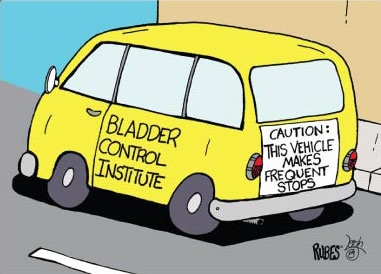 BLADDER
CONTROL
INSTITUTE
CAUTION:
THIS VEHICLE
MAKES
FREQUENT
STOPS
RUBES